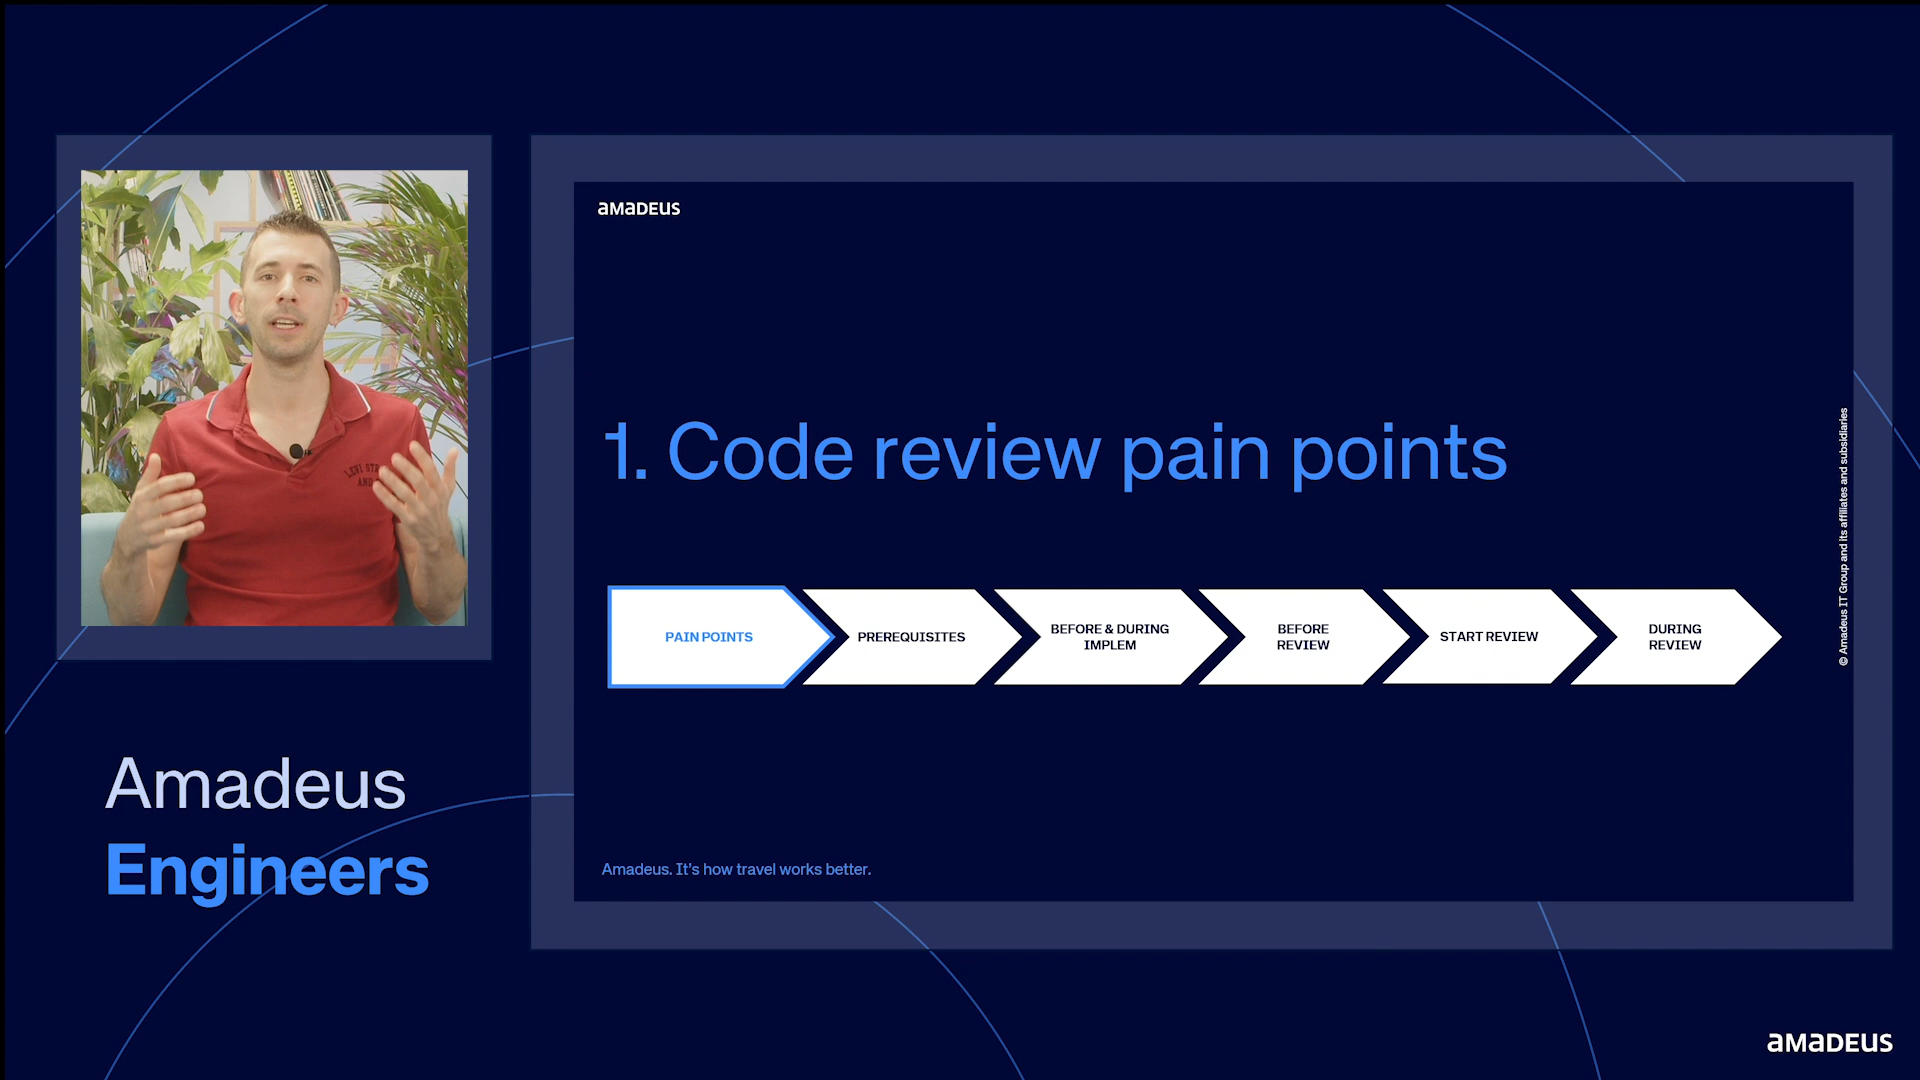 amadeus
1. Code review pain points
PAIN POINTS
PREREQUISITES
BEFORE & DURING
IMPLEM
BEFORE
REVIEW
START REVIEW
DURING
REVIEW
© Amadeus IT Group and its affiliates and subsidiaries
Amadeus. It's how travel works better.
Amadeus
Engineers
amadeus